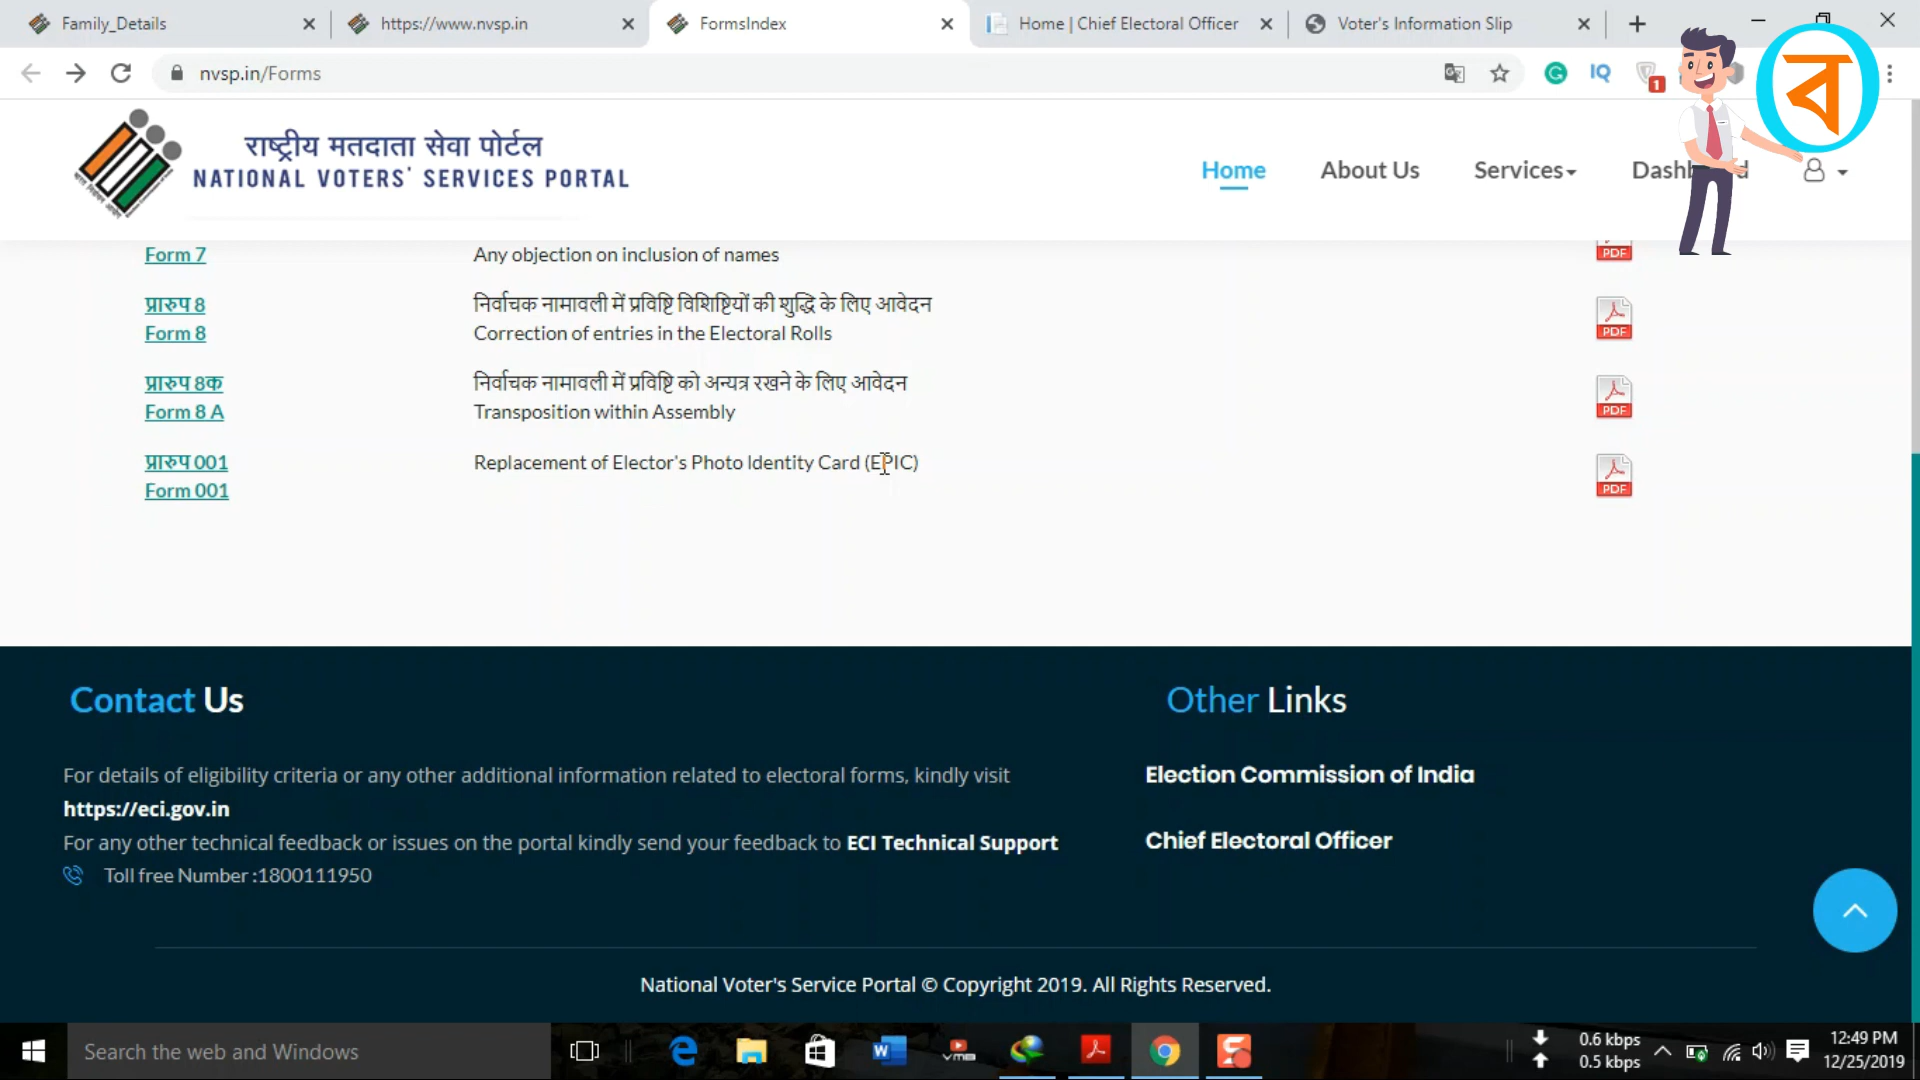 Family_Details
https://www.nvsp.in
FormsIndex
Home | Chief Electoral Officer
Voter's Information Slip
nvsp.in/Forms
IQ
1
ব
राष्ट्रीय मतदाता सेवा पोर्टल
NATIONAL VOTERS' SERVICES PORTAL
Home
About Us
Services
Form 7
Any objection on inclusion of names
PDF
प्रारुप 8
निर्वाचक नामावली में प्रविष्टि विशिष्टियों की शुद्धि के लिए आवेदन
Form 8
Correction of entries in the Electoral Rolls
PDF
प्रारुप 8क
निर्वाचक नामावली में प्रविष्टि को अन्यत्र रखने के लिए आवेदन
Form 8 A
Transposition within Assembly
PDF
प्रारुप 001
Replacement of Elector's Photo Identity Card (EPIC)
Form 001
PDF
Contact Us
Other Links
For details of eligibility criteria or any other additional information related to electoral forms, kindly visit
https://eci.gov.in
For any other technical feedback or issues on the portal kindly send your feedback to ECI Technical Support
Toll free Number :1800111950
Election Commission of India
Chief Electoral Officer
National Voter's Service Portal © Copyright 2019. All Rights Reserved.
Search the web and Windows
0.6 kbps
0.5 kbps
12:49 PM
12/25/2019